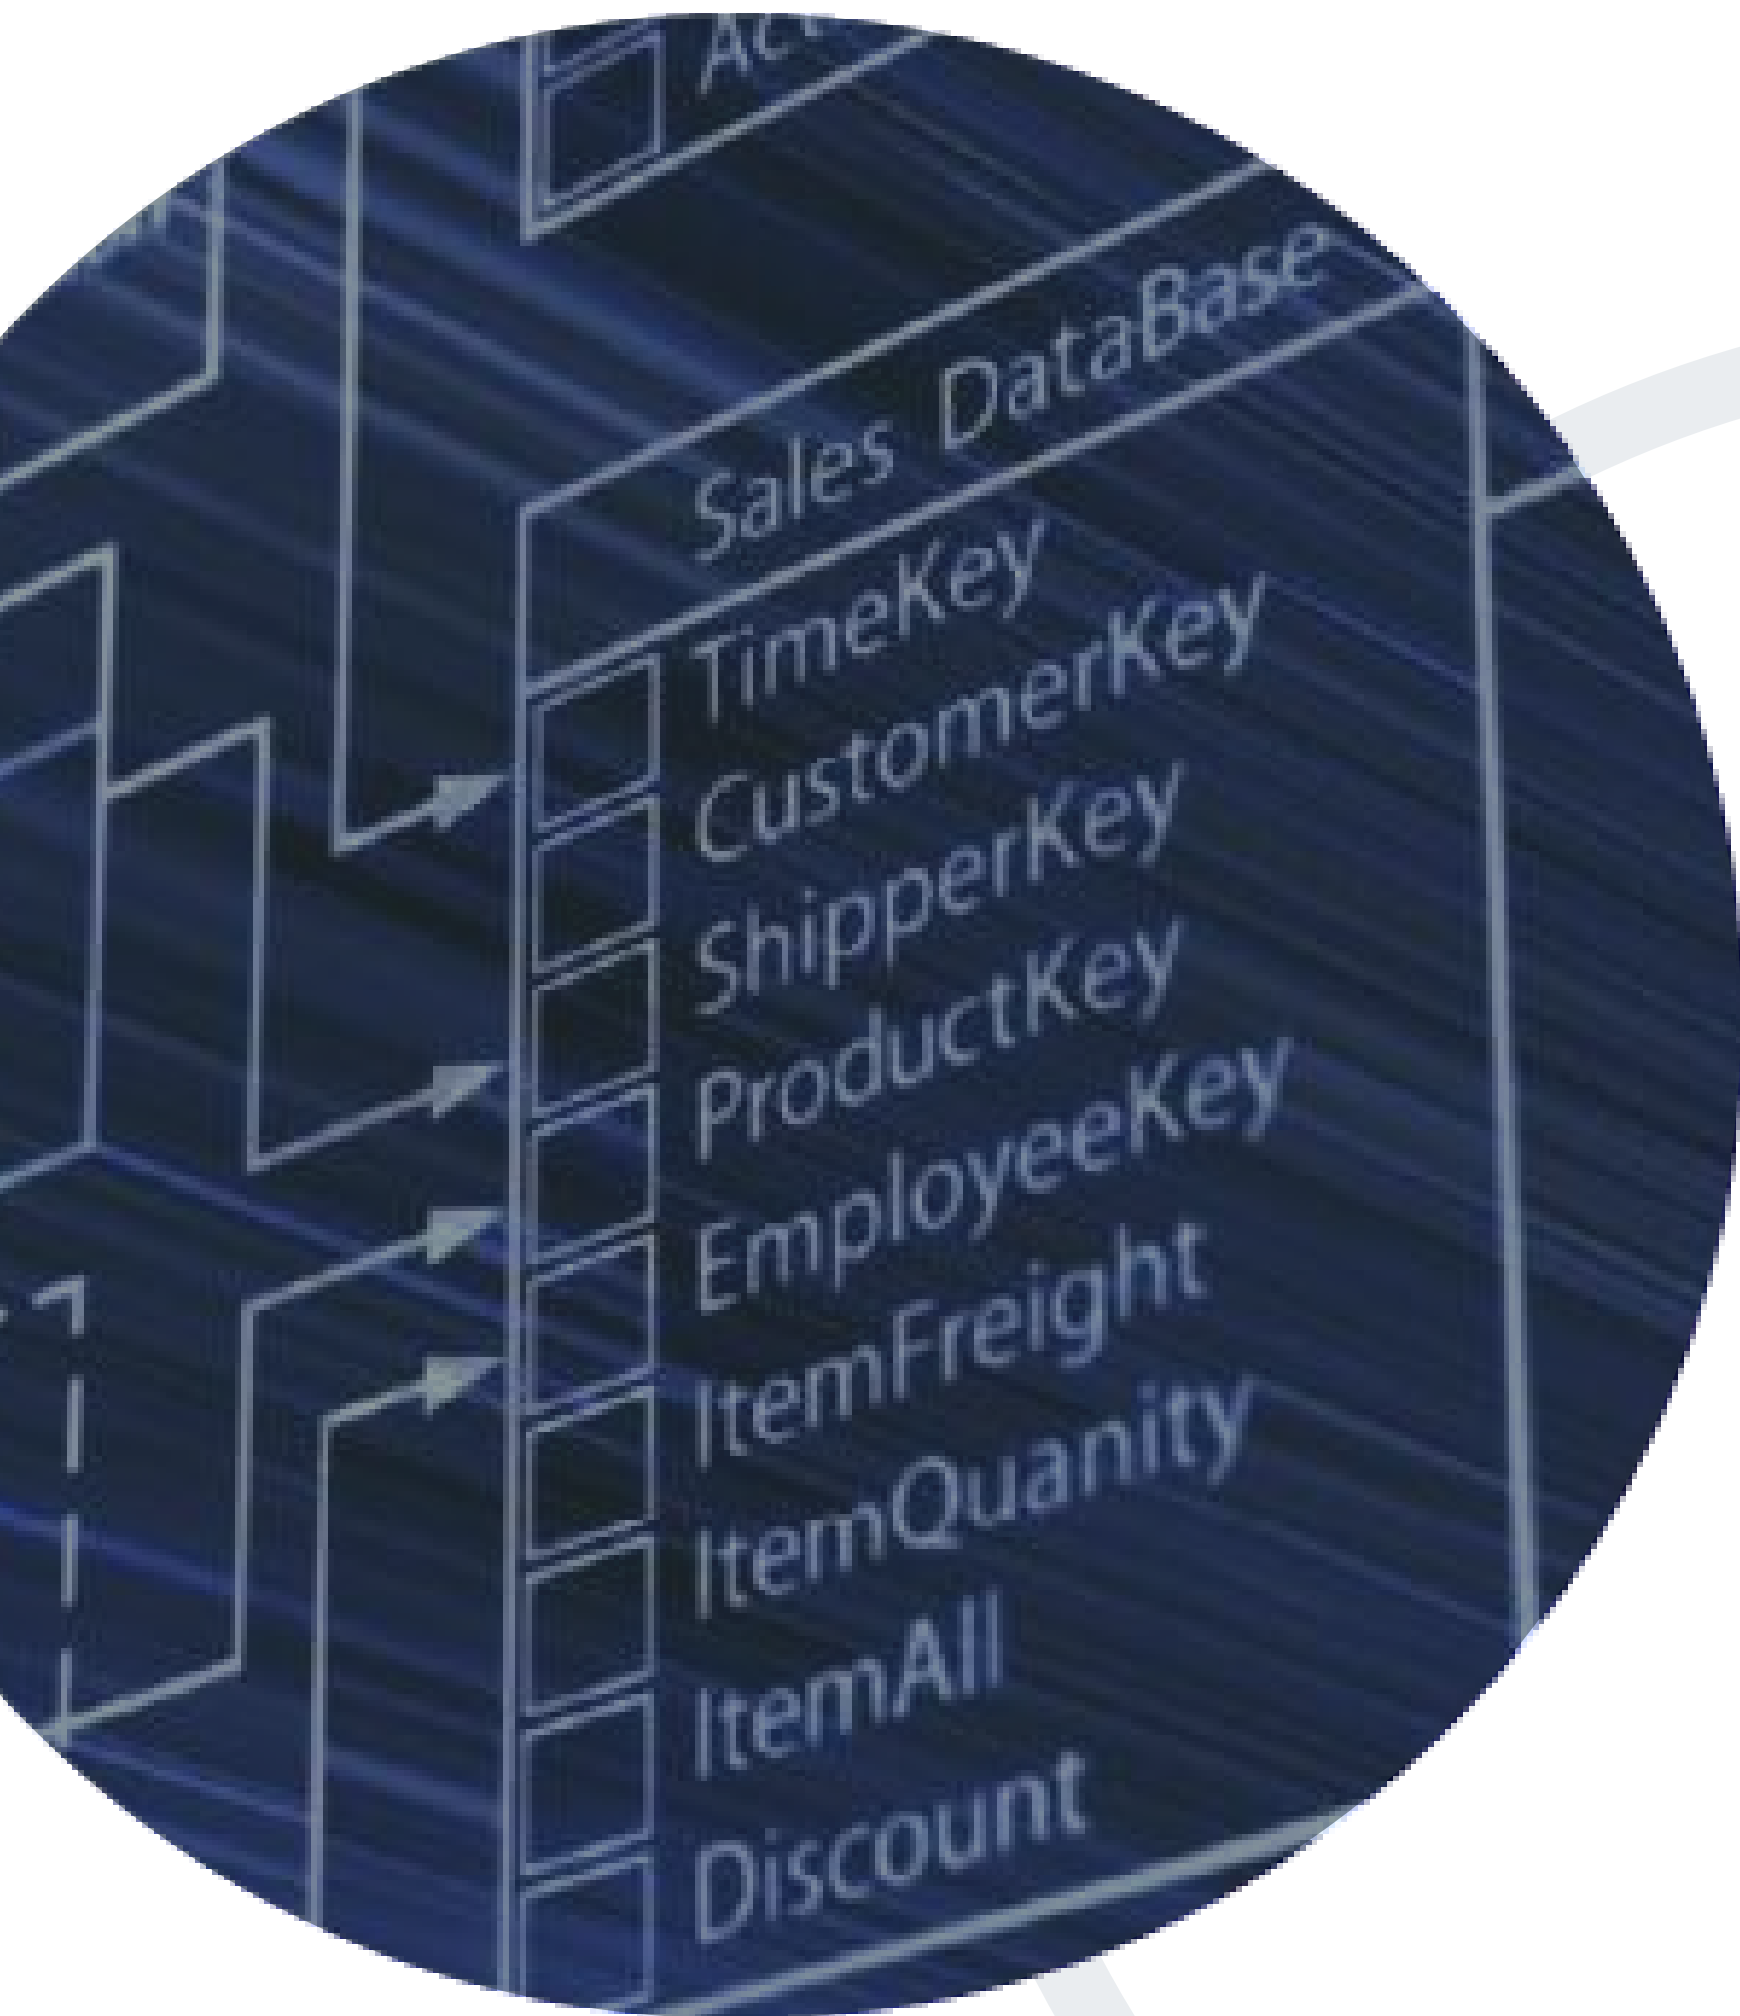 Sales DataBase
TimeKey
CustomerKey
ShipperKey
ProductKey
EmployeeKey
ItemFreight
ItemQuanity
ItemAll
Discount